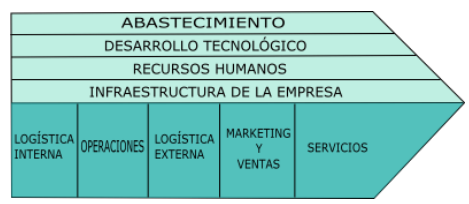 ABASTECIMIENTO
DESARROLLO TECNOLÓGICO
RECURSOS HUMANOS
INFRAESTRUCTURA DE LA EMPRESA
LOGÍSTICA
INTERNA
OPERACIONES
LOGÍSTICA
EXTERNA
MARKETING
Y
VENTAS
SERVICIOS